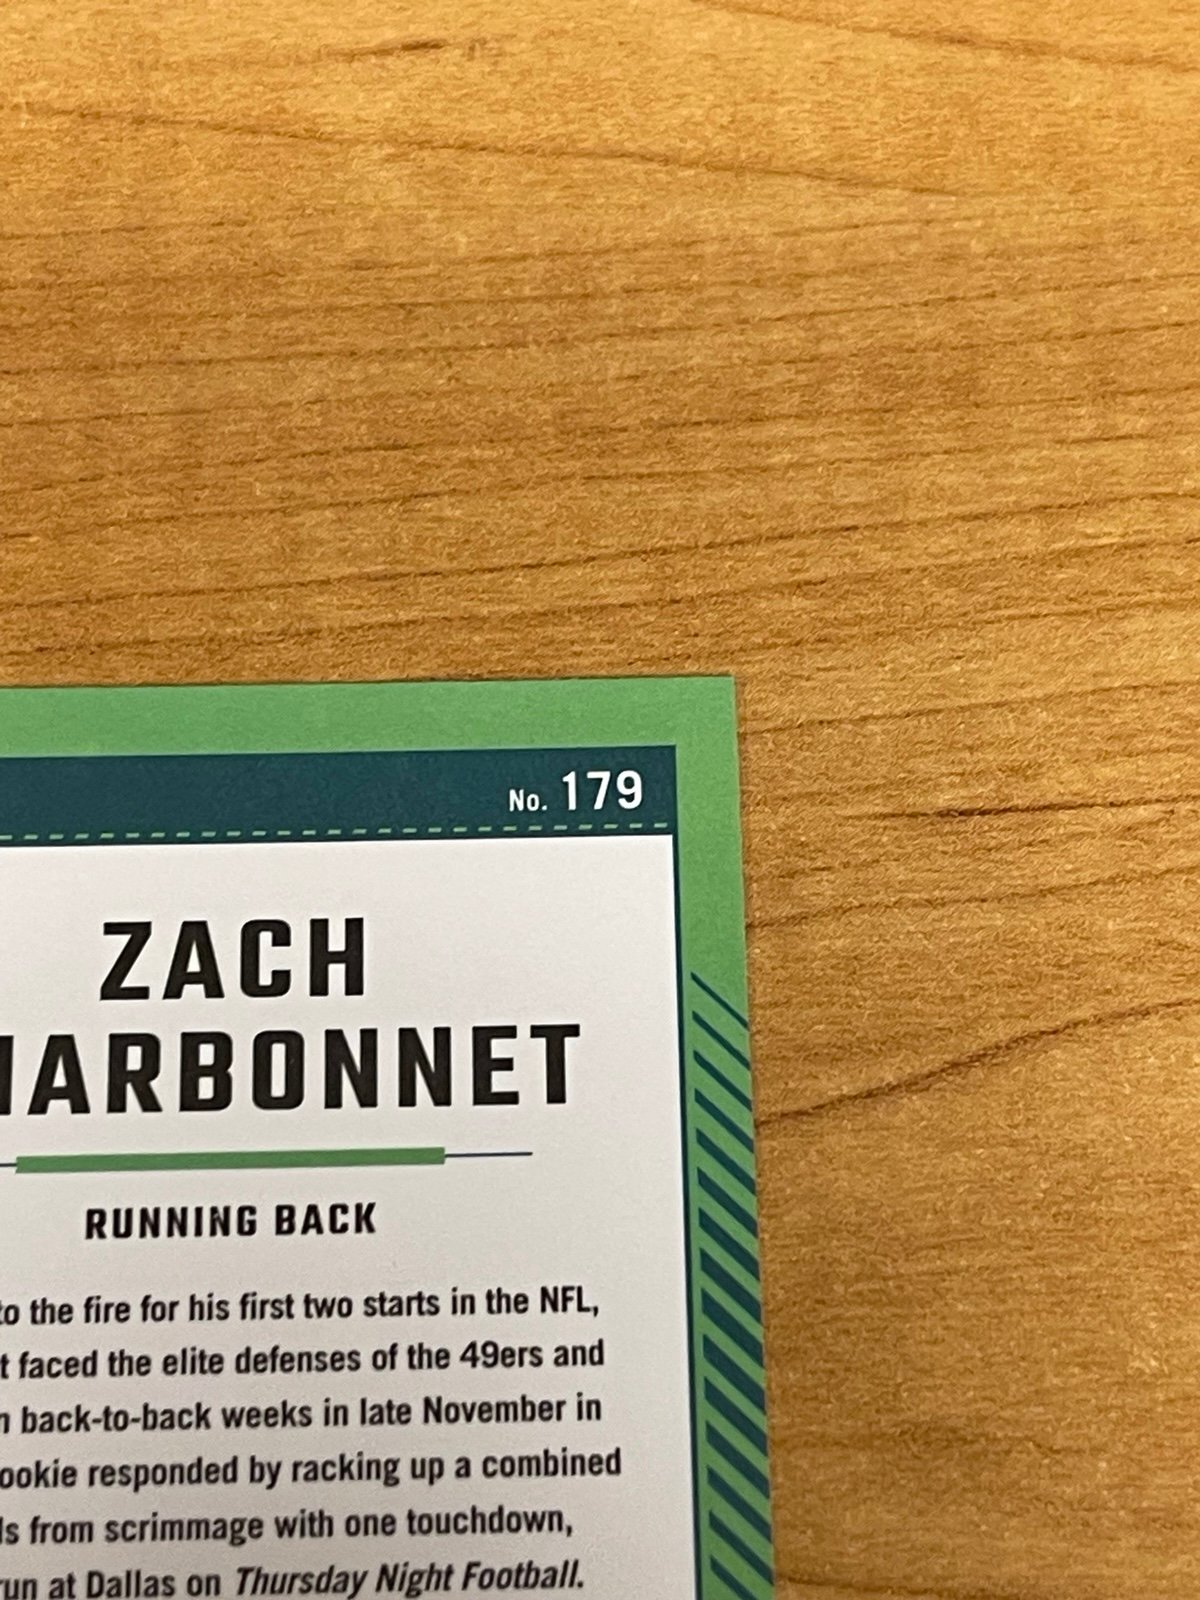 No. 179
ZACH
HARBONNET
RUNNING BACK
to the fire for his first two starts in the NFL,
t faced the elite defenses of the 49ers and
n back-to-back weeks in late November in
ookie responded by racking up a combined
ds from scrimmage with one touchdown,
run at Dallas on Thursday Night Football.